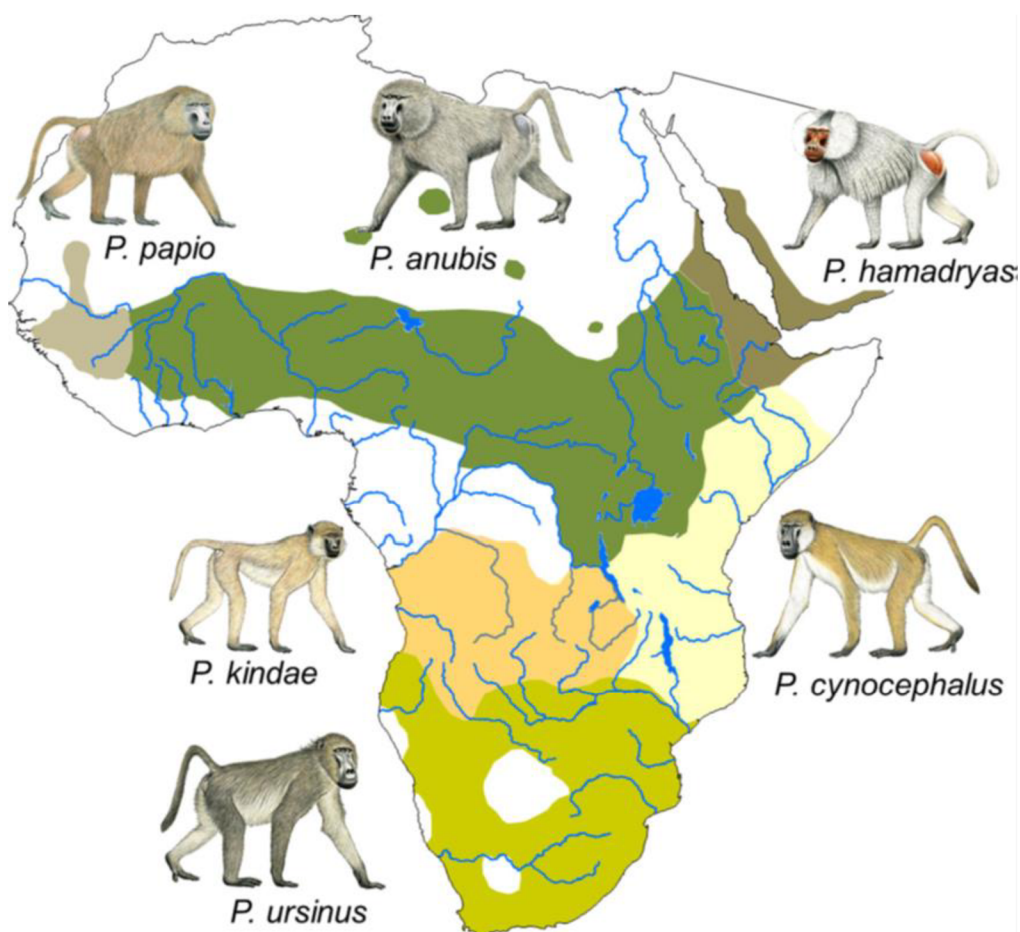 P. papio
P. anubis
P. hamadryas
P. kindae
P. cynocephalus
P. ursinus